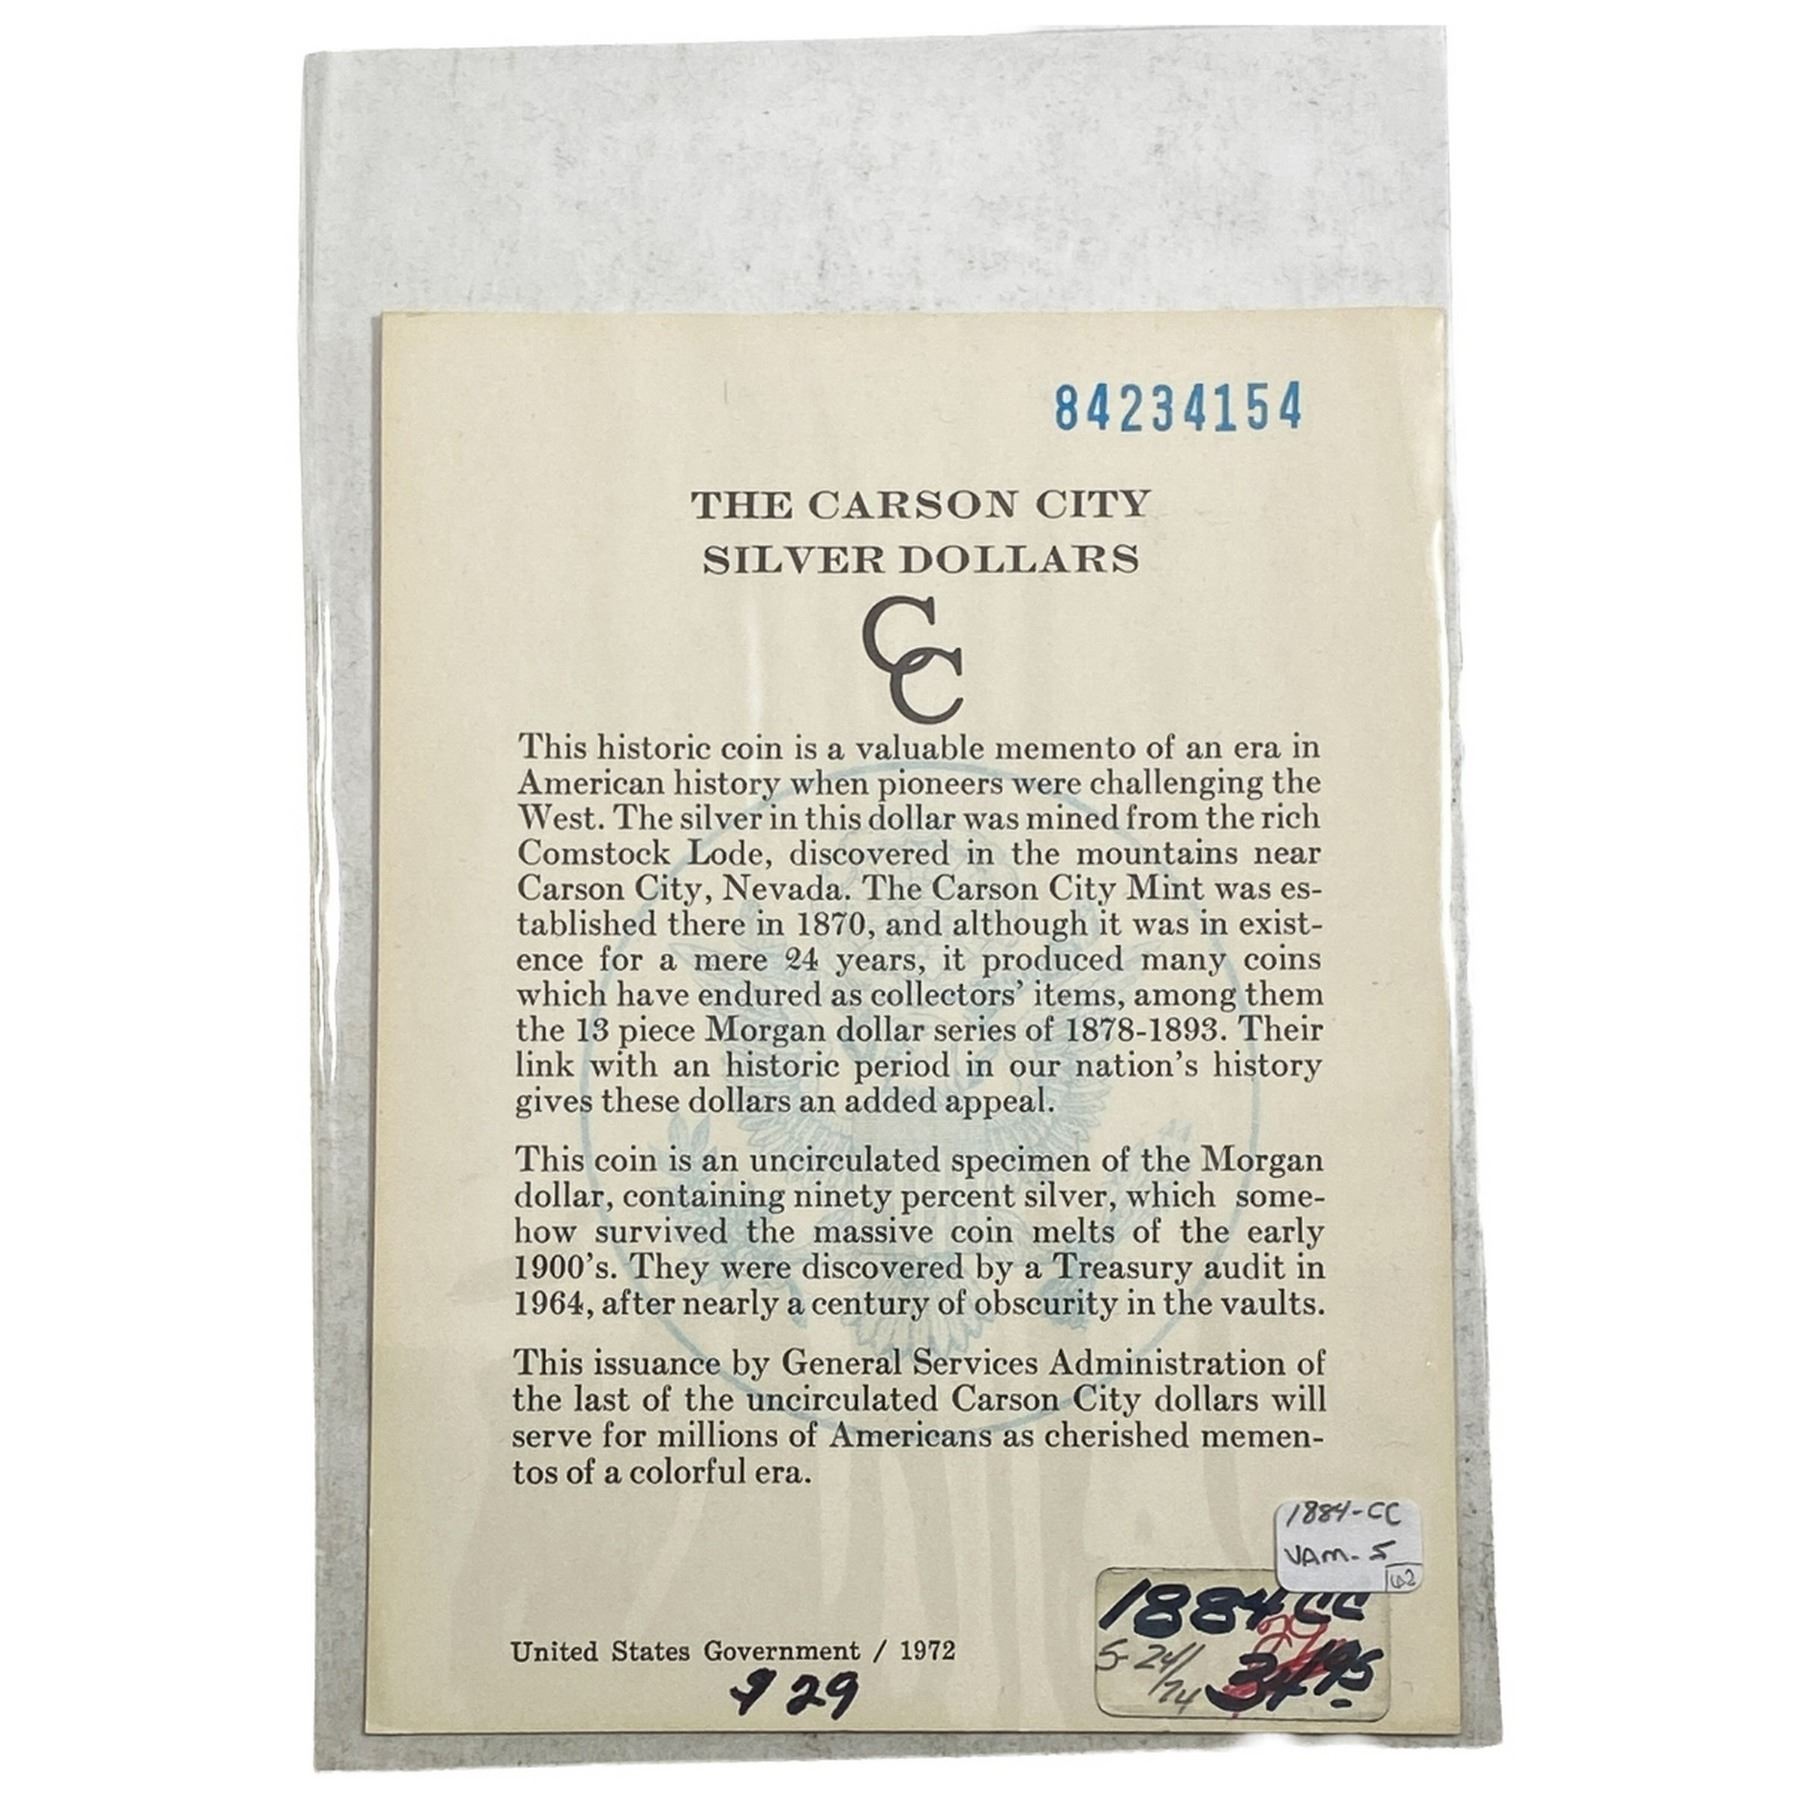 84234154
THE CARSON CITY
SILVER DOLLARS
CC
This historic coin is a valuable memento of an era in
American history when pioneers were challenging the
West. The silver in this dollar was mined from the rich
Comstock Lode, discovered in the mountains near
Carson City, Nevada. The Carson City Mint was es-
tablished there in 1870, and although it was in exist-
ence for a mere 24 years, it produced many coins
which have endured as collectors' items, among them
the 13 piece Morgan dollar series of 1878-1893. Their
link with an historic period in our nation's history
gives these dollars an added appeal.
This coin is an uncirculated specimen of the Morgan
dollar, containing ninety percent silver, which some-
how survived the massive coin melts of the early
1900's. They were discovered by a Treasury audit in
1964, after nearly a century of obscurity in the vaults.
This issuance by General Services Administration of
the last of the uncirculated Carson City dollars will
serve for millions of Americans as cherished memen-
tos of a colorful era.
1884-CC
VAM-5
1884 CC
5-24/
74
United States Government / 1972
29